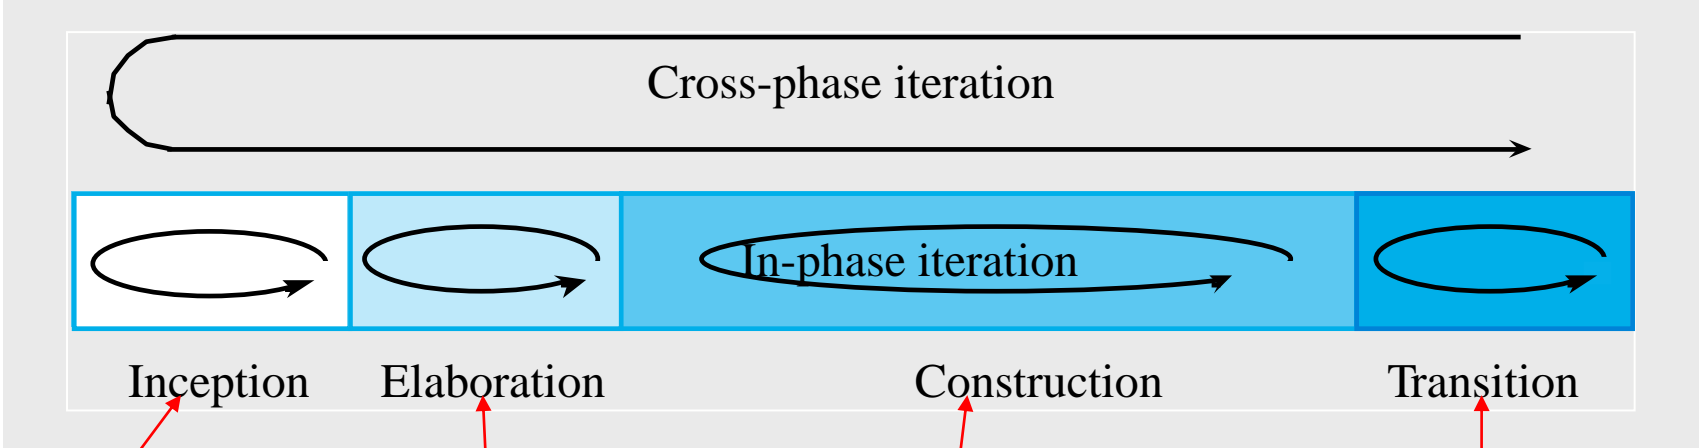 Cross-phase iteration
In-phase iteration
Inception Elaboration Construction Transition